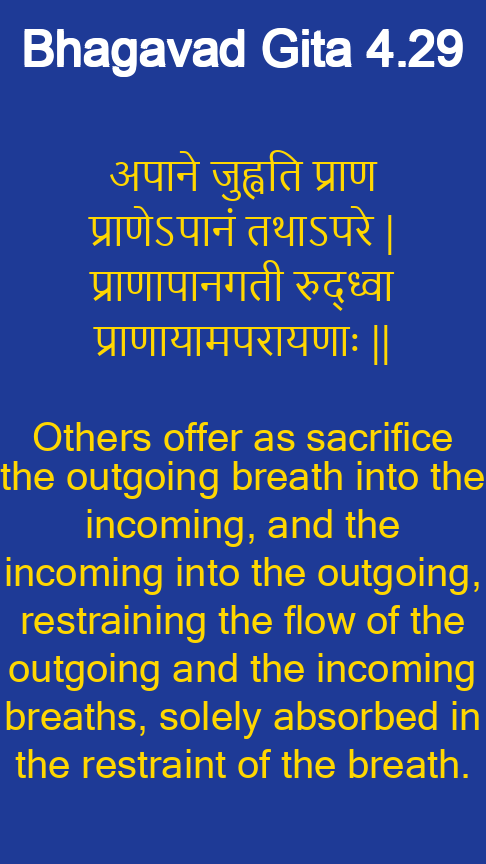 Bhagavad Gita 4.29
अपाने जुह्वति प्राण
प्राणेऽपानं तथाऽपरे |
प्राणापानगती रुद्ध्वा
प्राणायामपरायणाः ||
Others offer as sacrifice
the outgoing breath into the
incoming, and the
incoming into the outgoing,
restraining the flow of the
outgoing and the incoming
breaths, solely absorbed in
the restraint of the breath.